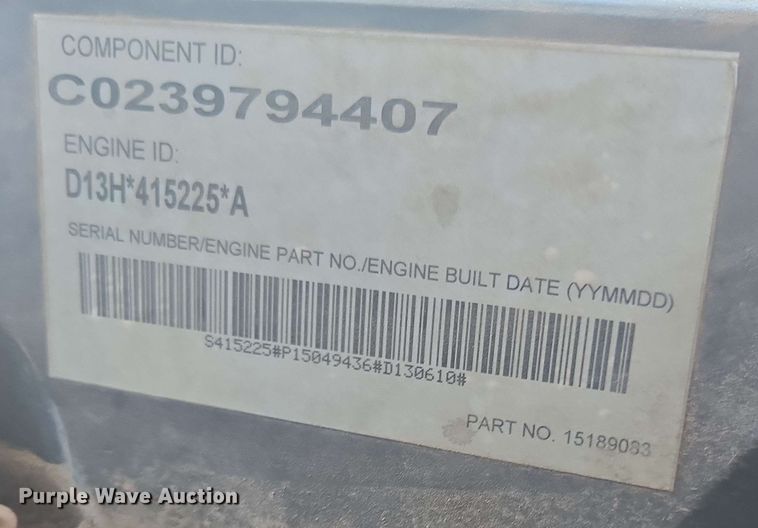 COMPONENT ID:
C0239794407
ENGINE ID:
D13H*415225*A
SERIAL NUMBER/ENGINE PART NO./ENGINE BUILT DATE (YYMMDD)
S415225#P15049436#D130610#
PART NO. 15189083
Purple Wave Auction